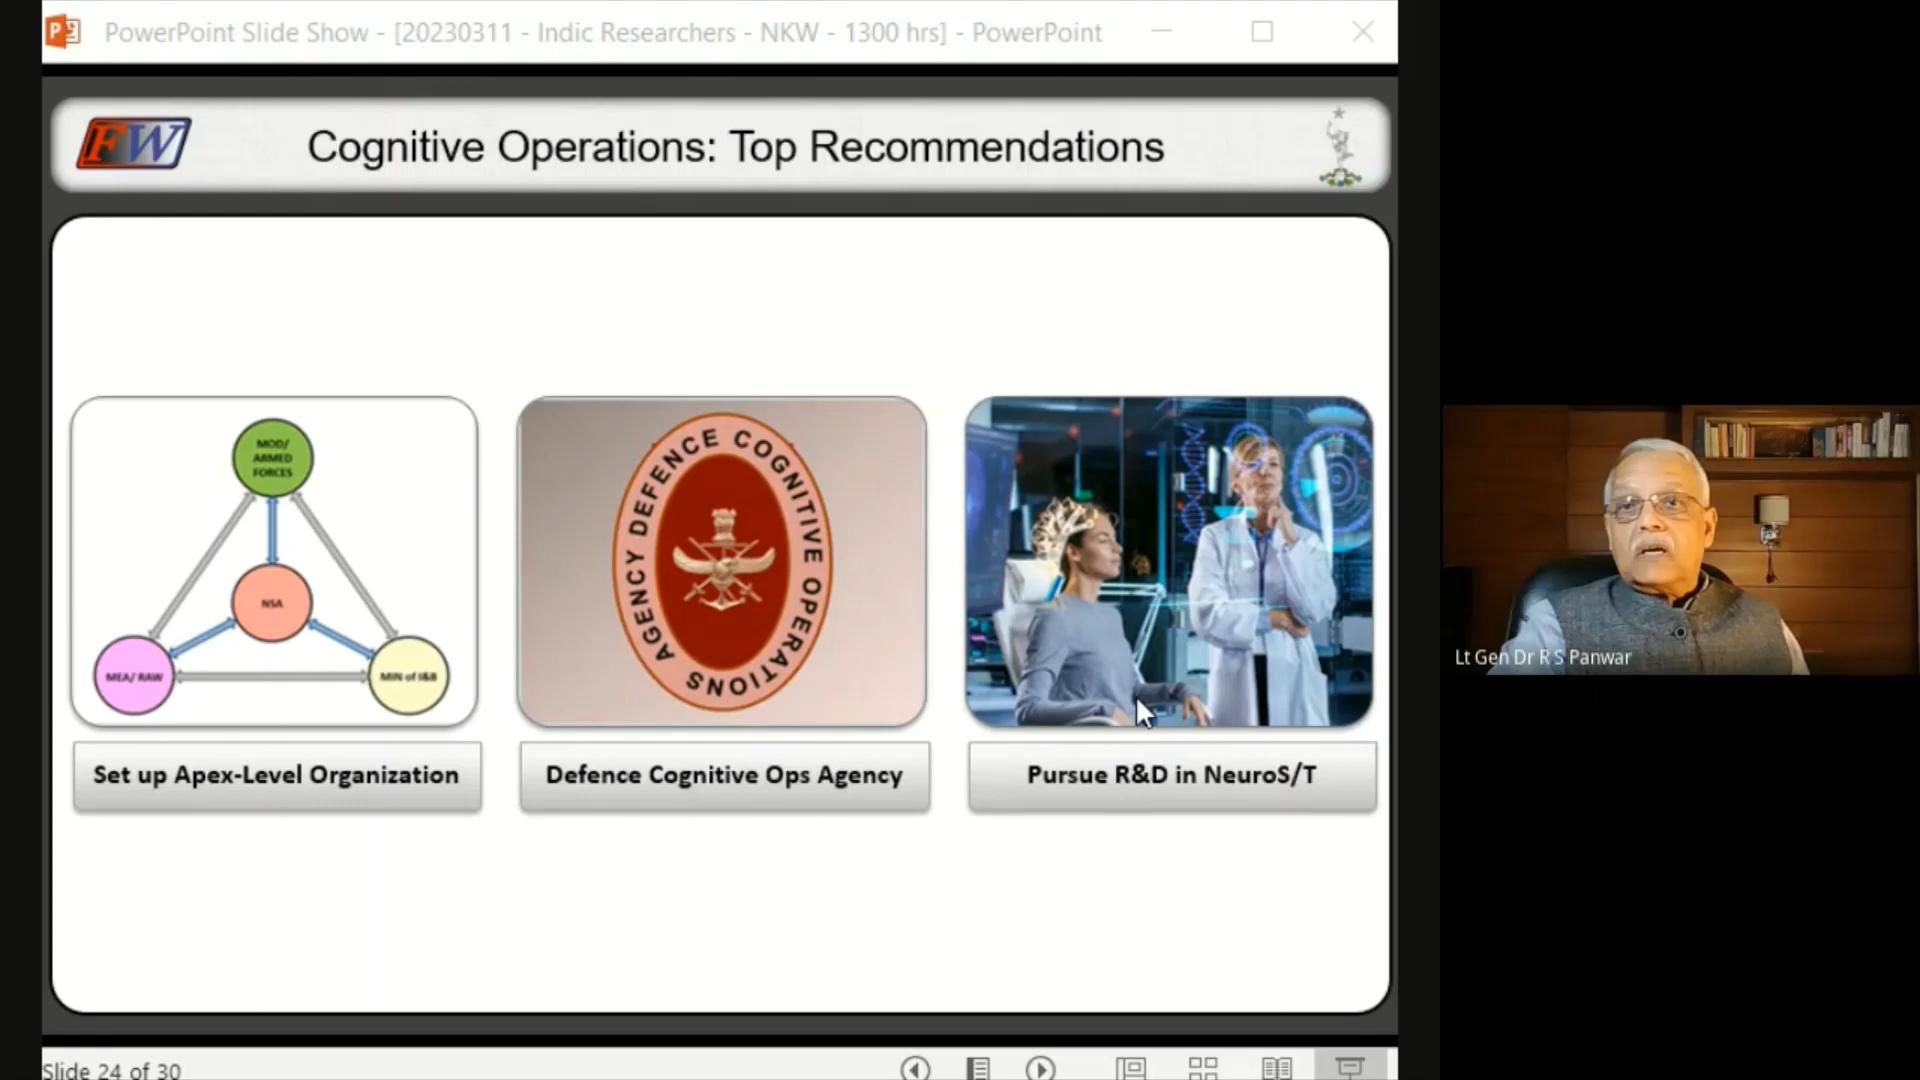 PowerPoint Slide Show - [20230311 - Indic Researchers - NKW - 1300 hrs] - PowerPoint
FW
Cognitive Operations: Top Recommendations
MOD/
ARMED
FORCES
NSA
MEA/ RAW
MIN of I&B
DEFENCE COGNITIVE OPERATIONS AGENCY
Set up Apex-Level Organization
Defence Cognitive Ops Agency
Pursue R&D in NeuroS/T
Lt Gen Dr R S Panwar
Slide 24 of 30